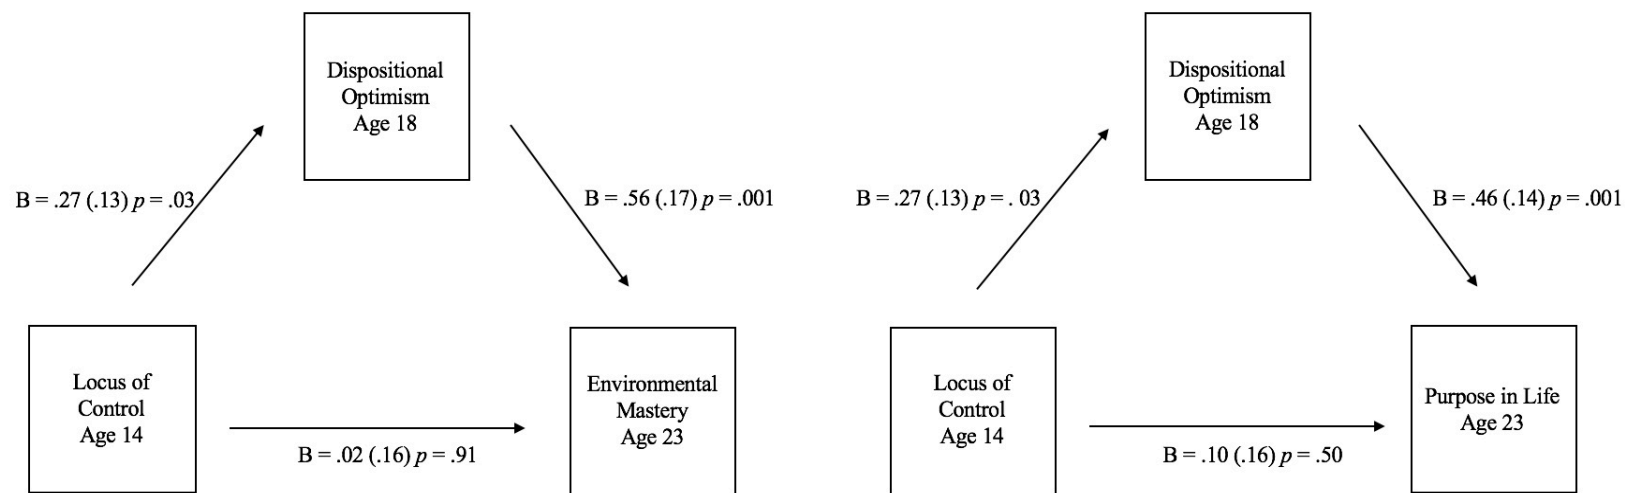 Dispositional
Optimism
Age 18
B = .27 (.13) p = .03
B = .56 (.17) p = .001
Locus of
Control
Age 14
Environmental
Mastery
Age 23
B = .02 (.16) p = .91
Dispositional
Optimism
Age 18
B = .27 (.13) p = . 03
B = .46 (.14) p = .001
Locus of
Control
Age 14
Purpose in Life
Age 23
B = .10 (.16) p = .50